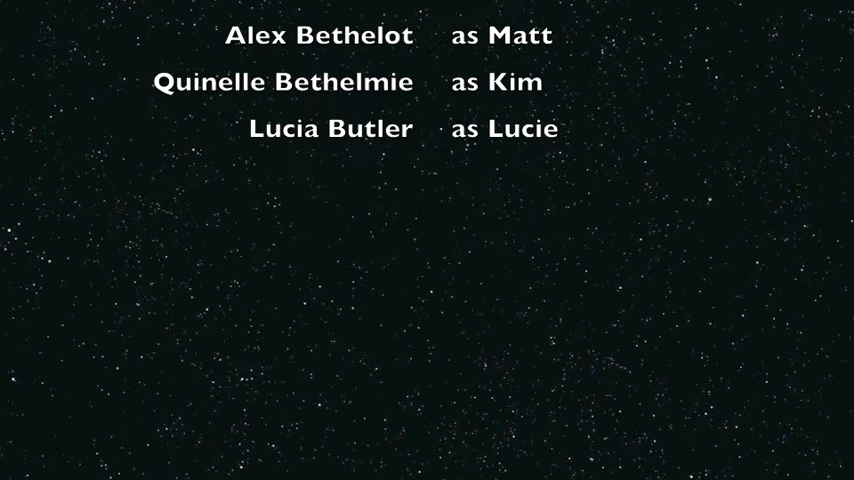 Alex Bethelot as Matt
Quinelle Bethelmie as Kim
Lucia Butler as Lucie